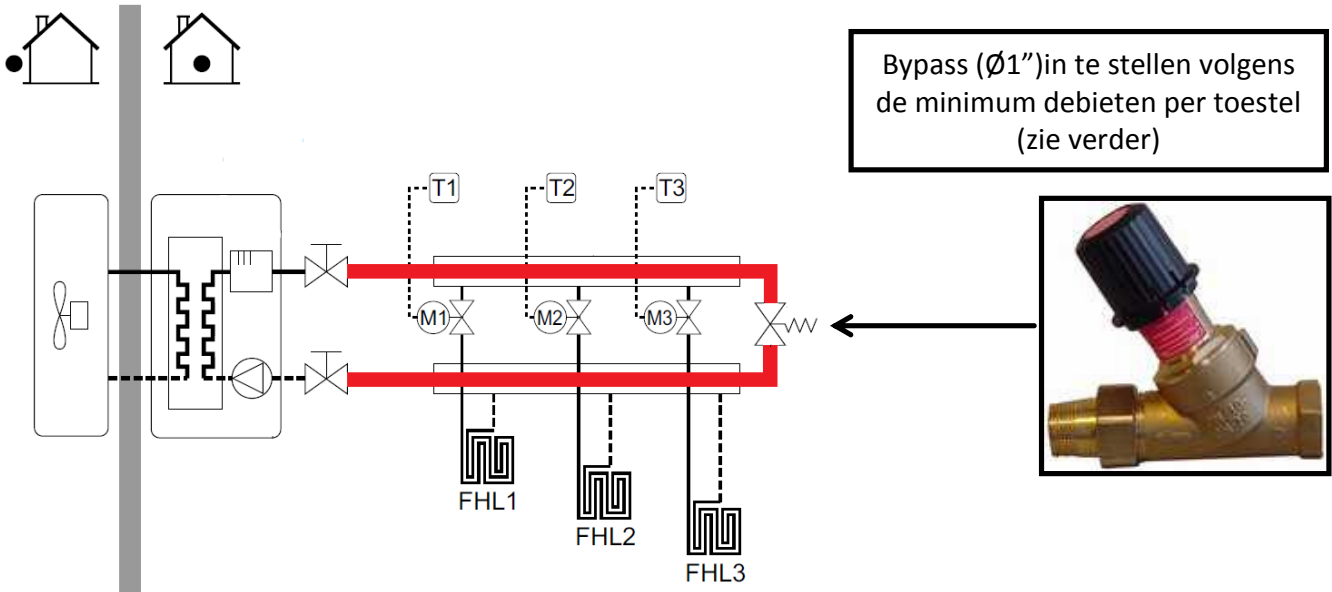 Bypass (Ø1”)in te stellen volgens
de minimum debieten per toestel
(zie verder)
T1 T2 T3
M1 M2 M3
FHL1
FHL2
FHL3